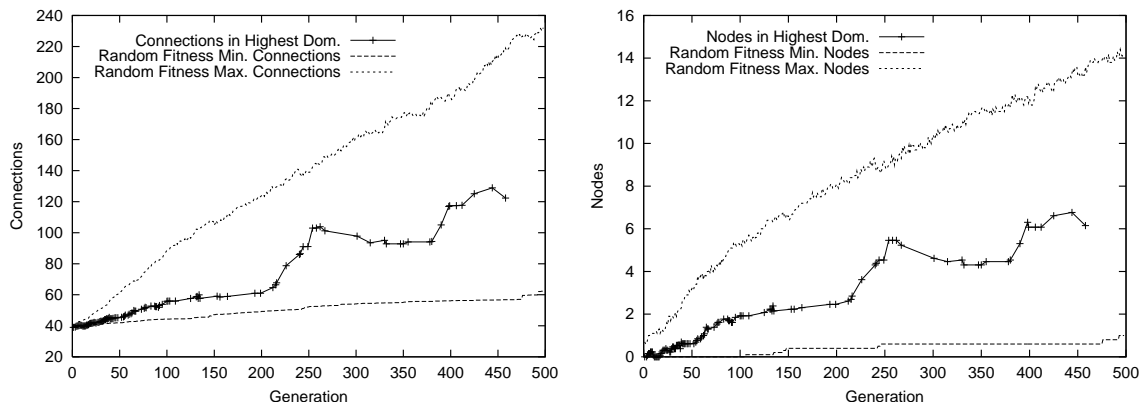 240
220
200
180
160
140
120
100
80
60
40
20
Connections
Connections in Highest Dom.
Random Fitness Min. Connections
Random Fitness Max. Connections
0 50 100 150 200 250 300 350 400 450 500
Generation
16
14
12
10
8
6
4
2
0
Nodes
Nodes in Highest Dom.
Random Fitness Min. Nodes
Random Fitness Max. Nodes
0 50 100 150 200 250 300 350 400 450 500
Generation